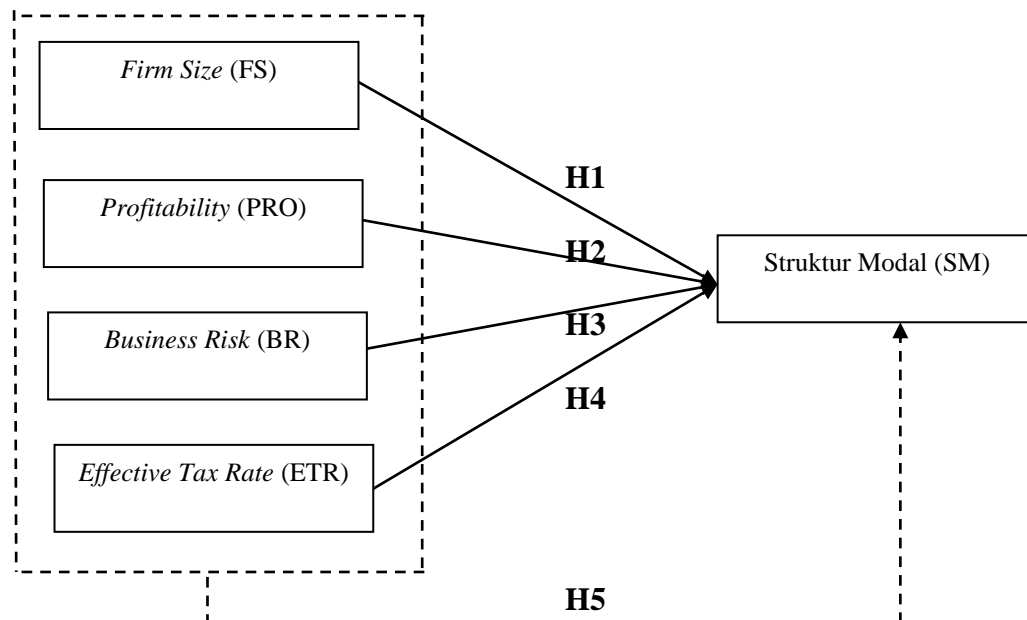 Firm Size (FS)
H1
Profitability (PRO)
H2
Struktur Modal (SM)
Business Risk (BR)
H3
H4
Effective Tax Rate (ETR)
H5